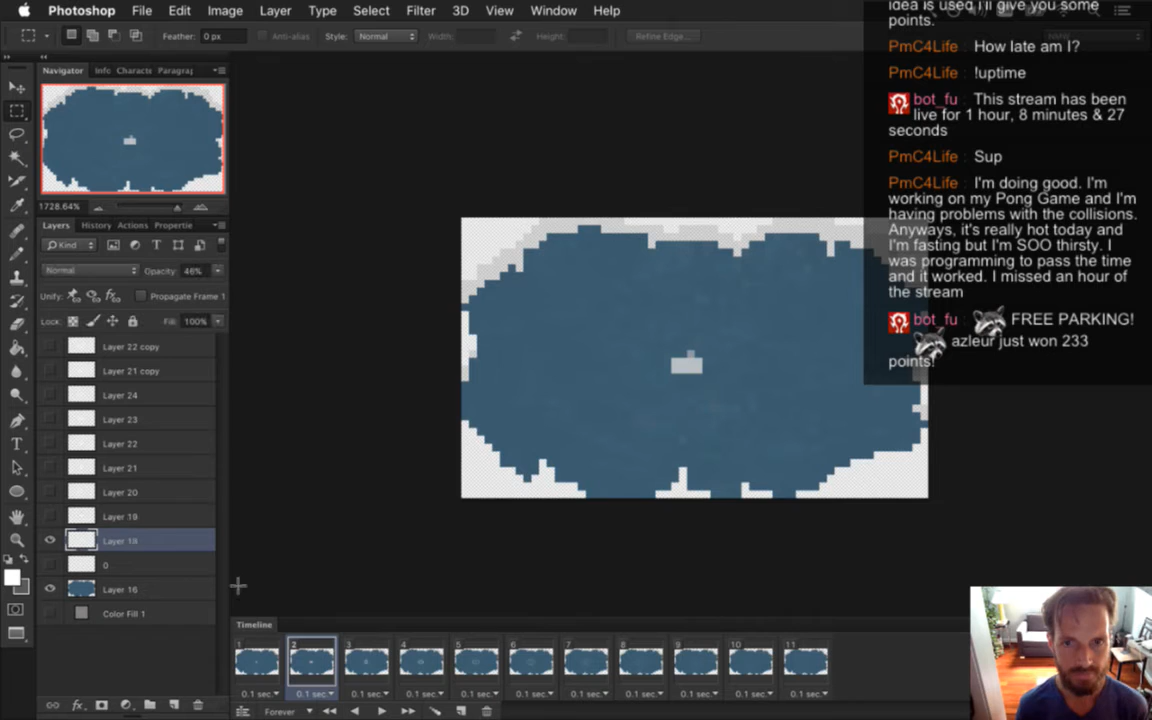 Photoshop File Edit Image Layer Type Select Filter 3D View Window Help
Feather: 0 px Anti-alias Style: Normal Width: Height: Refine Edge...
Navigator Info Characte Paragraj
1728.64%
Layers History Actions Propertie
Kind
Normal Opacity: 46%
Unify: Propagate Frame 1
Lock: Fill: 100%
Layer 22 copy
Layer 21 copy
Layer 24
Layer 23
Layer 22
Layer 21
Layer 20
Layer 19
Layer 18
0
Layer 16
Color Fill 1
Timeline
1 2 3 4 5 6 7 8 9 10 11
0.1 sec. 0.1 sec. 0.1 sec. 0.1 sec. 0.1 sec. 0.1 sec. 0.1 sec. 0.1 sec. 0.1 sec. 0.1 sec. 0.1 sec.
Forever
idea is used I'll give you some
points.
PmC4Life : How late am I?
PmC4Life : !uptime
bot_fu : This stream has been
live for 1 hour, 8 minutes & 27
seconds
PmC4Life : Sup
PmC4Life : I'm doing good. I'm
working on my Pong Game and I'm
having problems with the collisions.
Anyways, it's really hot today and
I'm fasting but I'm SOO thirsty. I
was programming to pass the time
and it worked. I missed an hour of
the stream
bot_fu : FREE PARKING!
azleur just won 233
points!